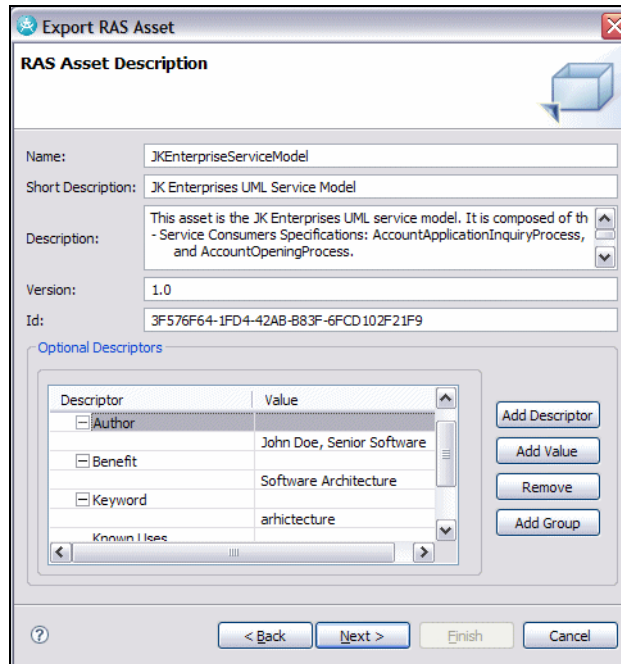 Export RAS Asset
RAS Asset Description
Name: JKEnterpriseServiceModel
Short Description: JK Enterprises UML Service Model
Description: This asset is the JK Enterprises UML service model. It is composed of th
- Service Consumers Specifications: AccountApplicationInquiryProcess,
and AccountOpeningProcess.
Version: 1.0
Id: 3F576F64-1FD4-42AB-B83F-6FCD102F21F9
Optional Descriptors
Descriptor Value
Author
John Doe, Senior Software
Benefit
Software Architecture
Keyword
arhictecture
Known Uses
Add Descriptor
Add Value
Remove
Add Group
< Back Next > Finish Cancel